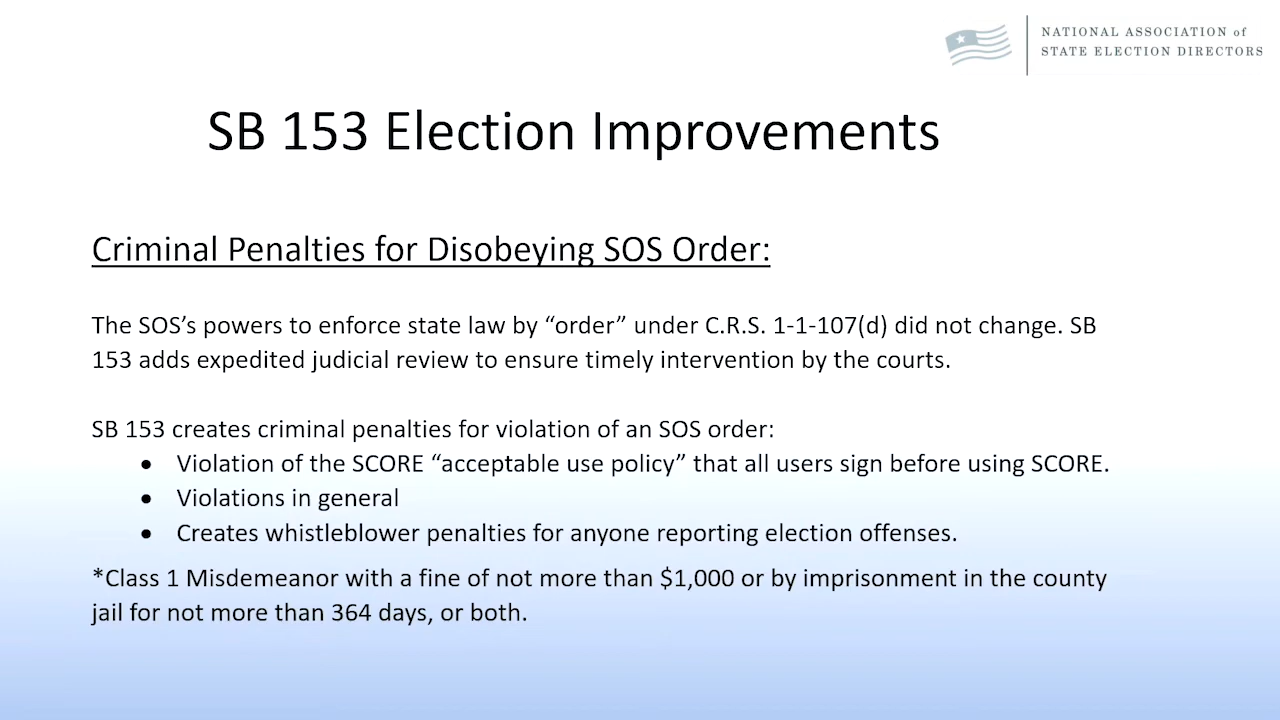 NATIONAL ASSOCIATION of
STATE ELECTION DIRECTORS
SB 153 Election Improvements
Criminal Penalties for Disobeying SOS Order:
The SOS’s powers to enforce state law by “order” under C.R.S. 1-1-107(d) did not change. SB
153 adds expedited judicial review to ensure timely intervention by the courts.
SB 153 creates criminal penalties for violation of an SOS order:
• Violation of the SCORE “acceptable use policy” that all users sign before using SCORE.
• Violations in general
• Creates whistleblower penalties for anyone reporting election offenses.
*Class 1 Misdemeanor with a fine of not more than $1,000 or by imprisonment in the county
jail for not more than 364 days, or both.